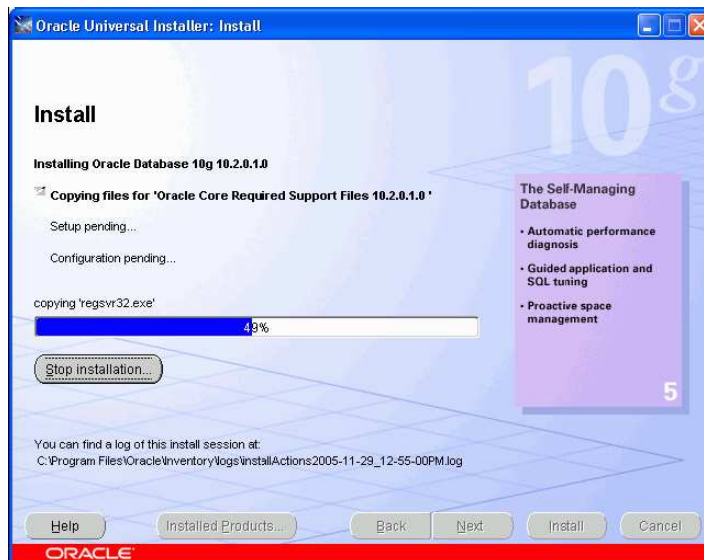 Oracle Universal Installer: Install
10g
Install
Installing Oracle Database 10g 10.2.0.1.0
Copying files for 'Oracle Core Required Support Files 10.2.0.1.0 '
Setup pending...
Configuration pending...
copying 'regsvr32.exe'
49%
Stop installation...
The Self-Managing
Database
• Automatic performance
diagnosis
• Guided application and
SQL tuning
• Proactive space
management
5
You can find a log of this install session at:
C:\Program Files\Oracle\Inventory\logs\installActions2005-11-29_12-55-00PM.log
Help
Installed Products...
Back
Next
Install
Cancel
ORACLE